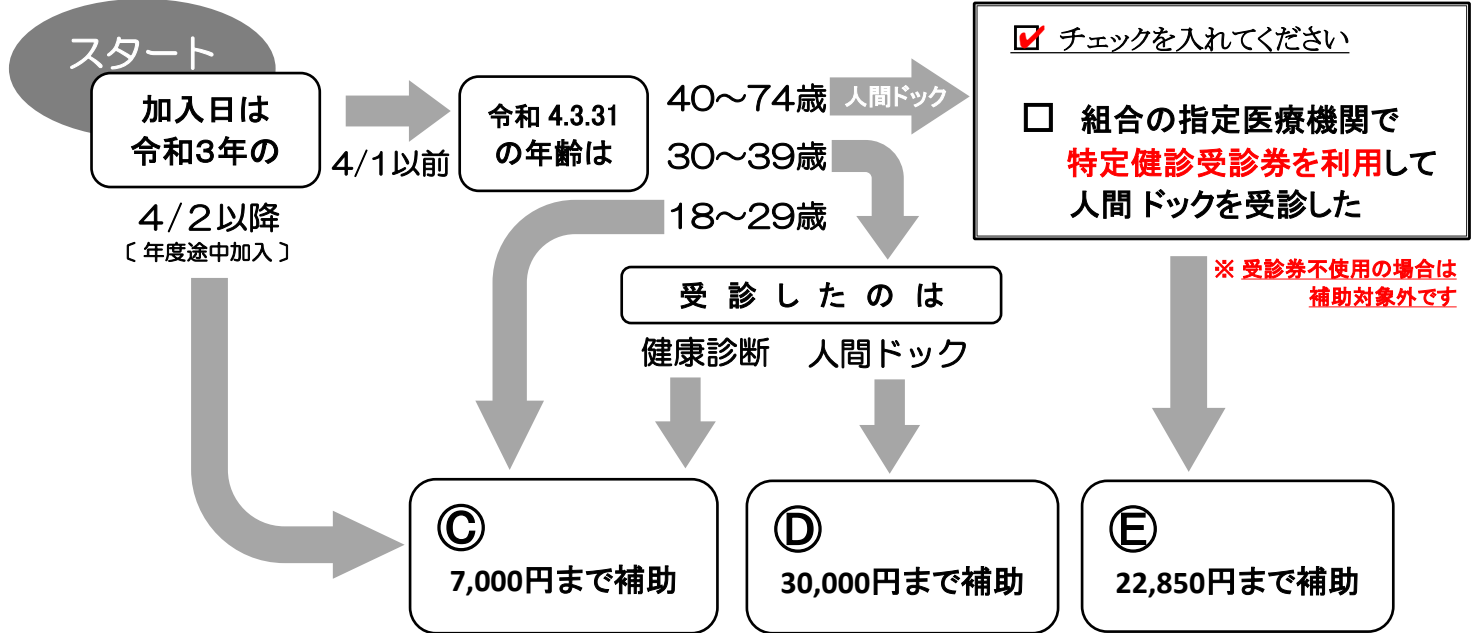 スタート
加入日は
令和3年の
4/1以前
令和 4.3.31
の年齢は
40～74歳
人間ドック
30～39歳
18～29歳
☑ チェックを入れてください
□ 組合の指定医療機関で
特定健診受診券を利用して
人間 ドックを受診した
※ 受診券不使用の場合は
補助対象外です
4/2以降
〔 年度途中加入 〕
受 診 し た の は
健康診断 人間ドック
Ⓒ
7,000円まで補助
Ⓓ
30,000円まで補助
Ⓔ
22,850円まで補助